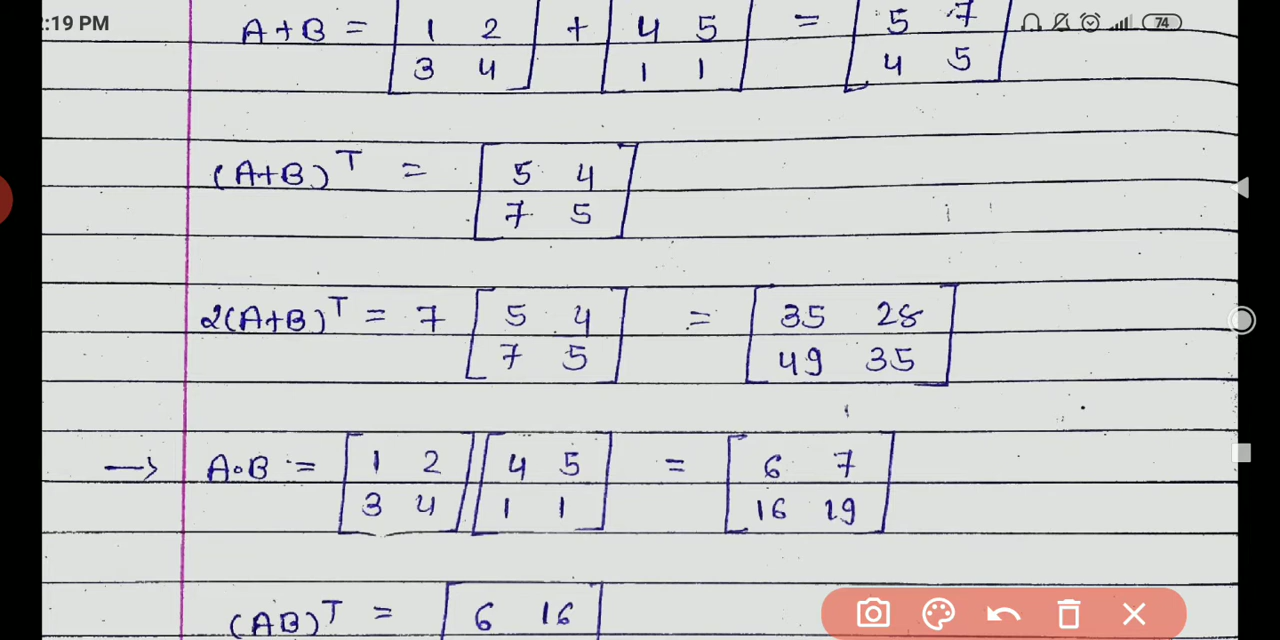 :19 PM
A+B = [1 2 + [4 5 = [5 7 74
3 4] 1 1] 4 5]
(A+B)ᵀ = [5 4
7 5]
2(A+B)ᵀ = 7 [5 4 = [35 28
7 5] 49 35]
→ A·B = [1 2 [4 5 = [6 7
3 4] 1 1] 16 19]
(AB)ᵀ = [6 16